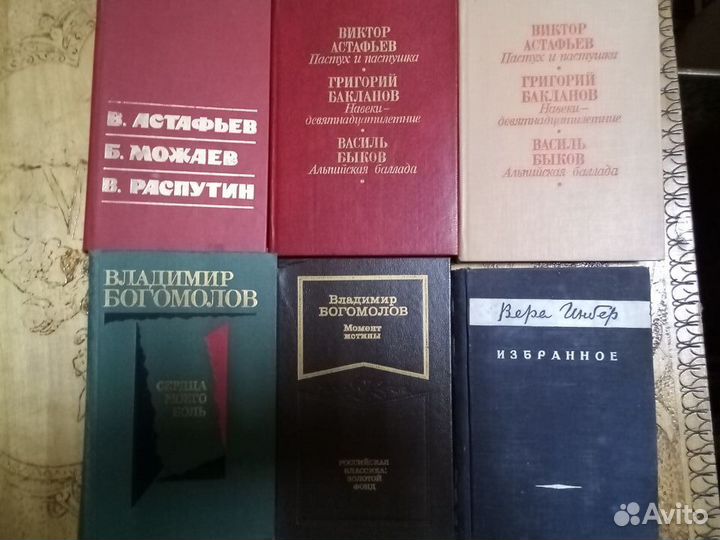 В. АСТАФЬЕВ
Б. МОЖАЕВ
В. РАСПУТИН
ВИКТОР
АСТАФЬЕВ
Пастух и пастушка
ГРИГОРИЙ
БАКЛАНОВ
Навеки—
девятнадцатилетние
ВАСИЛЬ
БЫКОВ
Альпийская баллада
ВИКТОР
АСТАФЬЕВ
Пастух и пастушка
ГРИГОРИЙ
БАКЛАНОВ
Навеки—
девятнадцатилетние
ВАСИЛЬ
БЫКОВ
Альпийская баллада
ВЛАДИМИР
БОГОМОЛОВ
СЕРДЦА
МОЕГО
БОЛЬ
Владимир
БОГОМОЛОВ
Момент
истины
РОССИЙСКАЯ
КЛАССИКА:
ЗОЛОТОЙ
ФОНД
Вера Инбер
ИЗБРАННОЕ
Avito